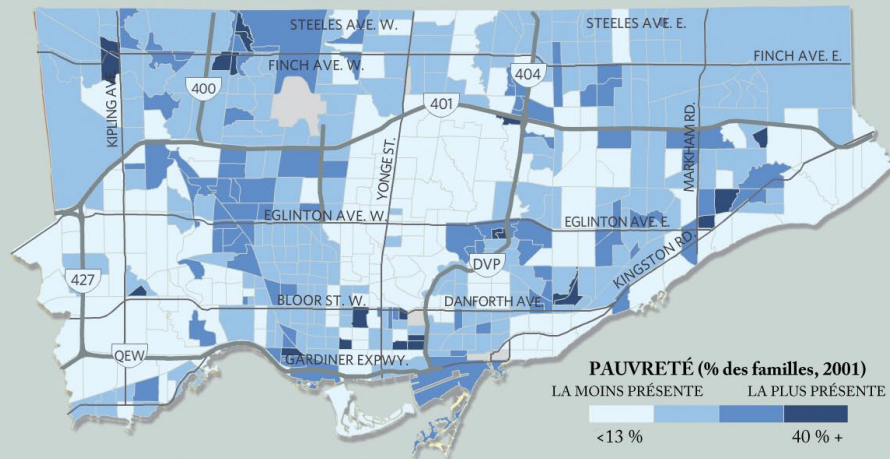 STEELES AVE. W.
STEELES AVE. E.
FINCH AVE. W.
FINCH AVE. E.
400
404
401
KIPLING AVE.
YONGE ST.
MARKHAM RD.
EGLINTON AVE. W.
EGLINTON AVE. E.
DVP
KINGSTON RD.
427
BLOOR ST. W.
DANFORTH AVE.
QEW
GARDINER EXPWY.
PAUVRETÉ (% des familles, 2001)
LA MOINS PRÉSENTE LA PLUS PRÉSENTE
<13 % 40 % +